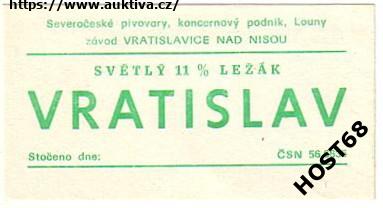 https://www.auktiva.cz/
Severočeské pivovary, koncernový podnik, Louny
závod VRATISLAVICE NAD NISOU
SVĚTLÝ 11 % LEŽÁK
VRATISLAV
Stočeno dne:
ČSN
HOST68